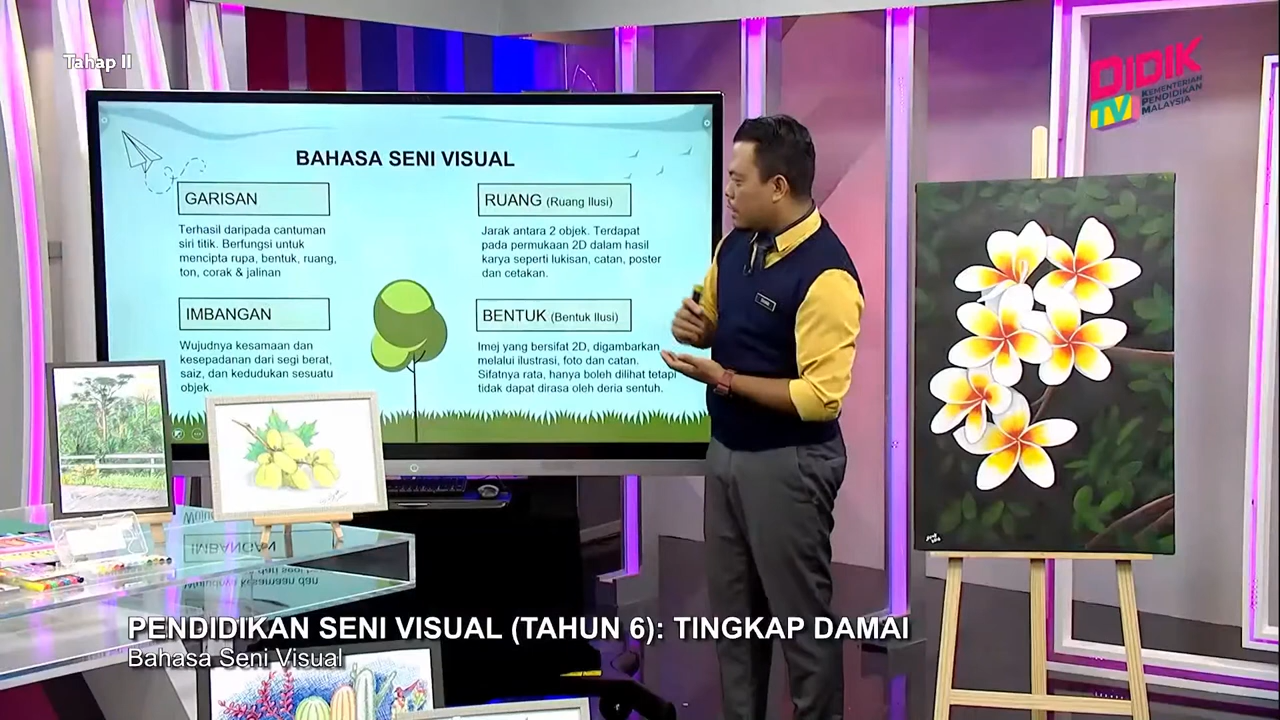 Tahap II
DIDIK
TV
KEMENTERIAN
PENDIDIKAN
MALAYSIA
BAHASA SENI VISUAL
GARISAN
Terhasil daripada cantuman
siri titik. Berfungsi untuk
mencipta rupa, bentuk, ruang,
ton, corak & jalinan
RUANG (Ruang Ilusi)
Jarak antara 2 objek. Terdapat
pada permukaan 2D dalam hasil
karya seperti lukisan, catan, poster
dan cetakan.
IMBANGAN
Wujudnya kesamaan dan
kesepadanan dari segi berat,
saiz, dan kedudukan sesuatu
objek.
BENTUK (Bentuk Ilusi)
Imej yang bersifat 2D, digambarkan
melalui ilustrasi, foto dan catan.
Sifatnya rata, hanya boleh dilihat tetapi
tidak dapat dirasa oleh deria sentuh.
PENDIDIKAN SENI VISUAL (TAHUN 6): TINGKAP DAMAI
Bahasa Seni Visual